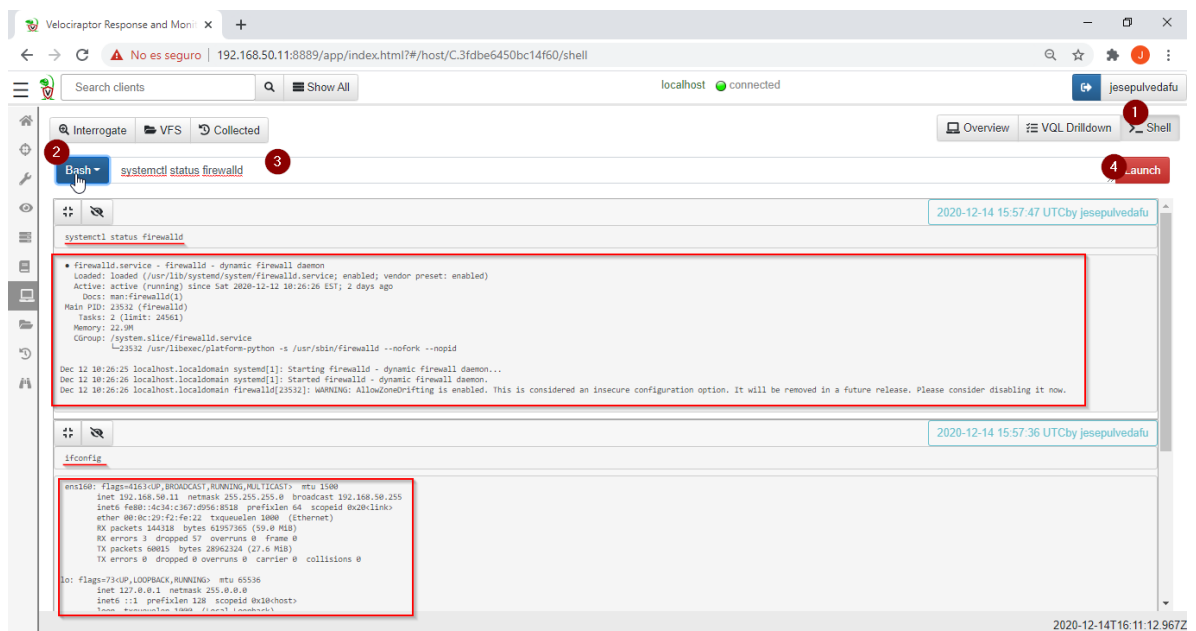 Velociraptor Response and Moni
No es seguro | 192.168.50.11:8889/app/index.html?#/host/C.3fdbe6450bc14f60/shell
J
Search clients
Show All
localhost connected
jesepulvedafu
Interrogate VFS Collected
Overview VQL Drilldown >_ Shell
1
2
3
4
Bash systemctl status firewalld
Launch
2020-12-14 15:57:47 UTCby jesepulvedafu
systemctl status firewalld
● firewalld.service - firewalld - dynamic firewall daemon
Loaded: loaded (/usr/lib/systemd/system/firewalld.service; enabled; vendor preset: enabled)
Active: active (running) since Sat 2020-12-12 10:26:26 EST; 2 days ago
Docs: man:firewalld(1)
Main PID: 23532 (firewalld)
Tasks: 2 (limit: 24561)
Memory: 22.9M
CGroup: /system.slice/firewalld.service
└─23532 /usr/libexec/platform-python -s /usr/sbin/firewalld --nofork --nopid
Dec 12 10:26:25 localhost.localdomain systemd[1]: Starting firewalld - dynamic firewall daemon...
Dec 12 10:26:26 localhost.localdomain systemd[1]: Started firewalld - dynamic firewall daemon.
Dec 12 10:26:26 localhost.localdomain firewalld[23532]: WARNING: AllowZoneDrifting is enabled. This is considered an insecure configuration option. It will be removed in a future release. Please consider disabling it now.
2020-12-14 15:57:36 UTCby jesepulvedafu
ifconfig
ens160: flags=4163<UP,BROADCAST,RUNNING,MULTICAST> mtu 1500
inet 192.168.50.11 netmask 255.255.255.0 broadcast 192.168.50.255
inet6 fe80::4c34:c367:d956:8518 prefixlen 64 scopeid 0x20<link>
ether 00:0c:29:f2:fe:22 txqueuelen 1000 (Ethernet)
RX packets 144318 bytes 61957365 (59.0 MiB)
RX errors 3 dropped 57 overruns 0 frame 0
TX packets 60015 bytes 28962324 (27.6 MiB)
TX errors 0 dropped 0 overruns 0 carrier 0 collisions 0
lo: flags=73<UP,LOOPBACK,RUNNING> mtu 65536
inet 127.0.0.1 netmask 255.0.0.0
inet6 ::1 prefixlen 128 scopeid 0x10<host>
loop txqueuelen 1000 (Local Loopback)
2020-12-14T16:11:12.967Z